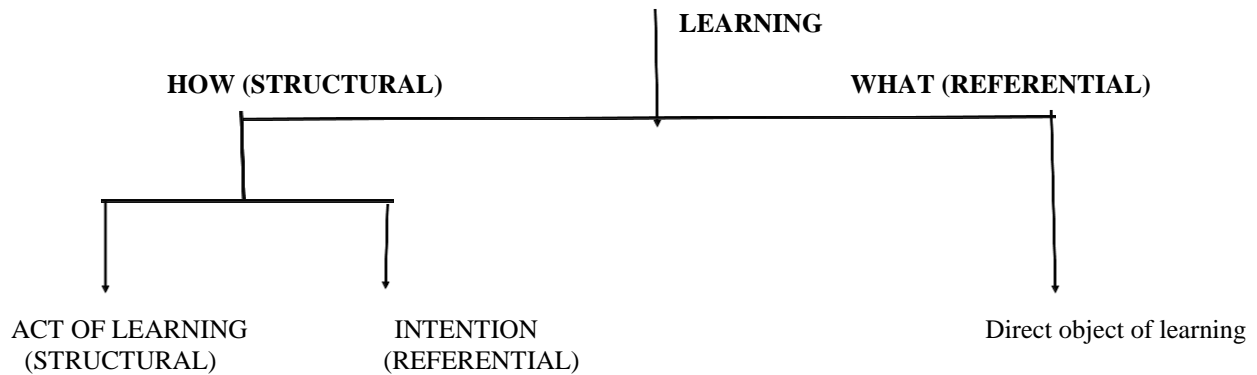 LEARNING
HOW (STRUCTURAL) WHAT (REFERENTIAL)
ACT OF LEARNING INTENTION Direct object of learning
(STRUCTURAL) (REFERENTIAL)